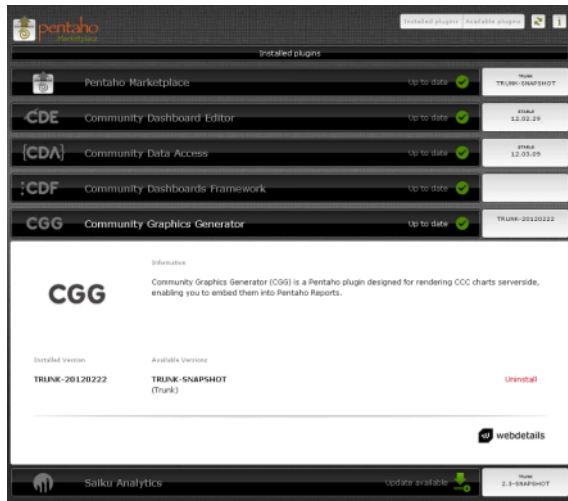 pentaho
Marketplace
Installed plugins Available plugins
Installed plugins
Pentaho Marketplace Up to date TRUNK TRUNK-SNAPSHOT
CDE Community Dashboard Editor Up to date STABLE 12.02.29
{CDA} Community Data Access Up to date STABLE 12.03.09
:CDF Community Dashboards Framework Up to date
CGG Community Graphics Generator Up to date TRUNK-20120222
Information
CGG
Community Graphics Generator (CGG) is a Pentaho plugin designed for rendering CCC charts serverside,
enabling you to embed them into Pentaho Reports.
Installed Version Available Versions
TRUNK-20120222 TRUNK-SNAPSHOT Uninstall
(Trunk)
webdetails
Saiku Analytics Update available TRUNK 2.3-SNAPSHOT